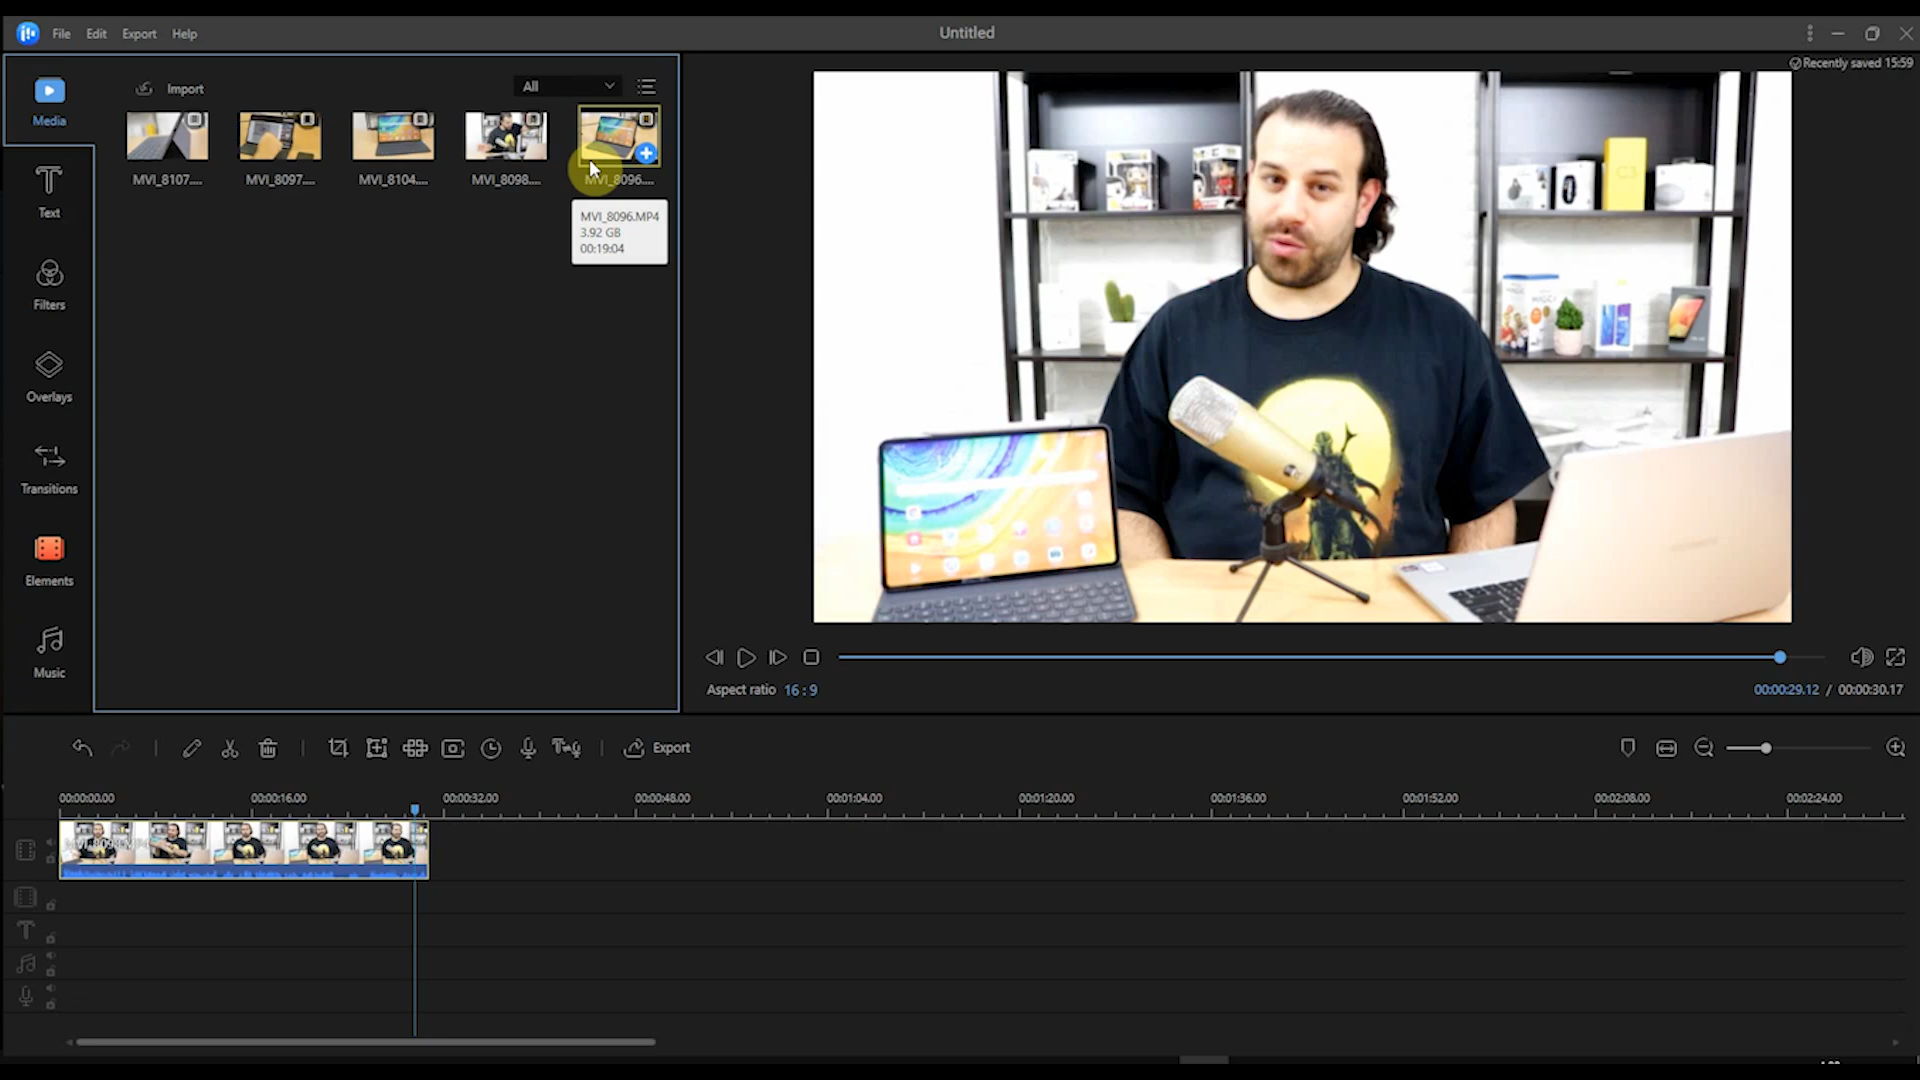 File Edit Export Help
Untitled
Recently saved 15:59
Media
Import
All
MVI_8107....
MVI_8097....
MVI_8104....
MVI_8098....
MVI_8096....
MVI_8096.MP4
3.92 GB
00:19:04
Text
Filters
Overlays
Transitions
Elements
Music
C3
Aspect ratio 16 : 9
00:00:29.12 / 00:00:30.17
Export
00:00:00.00 00:00:16.00 00:00:32.00 00:00:48.00 00:01:04.00 00:01:20.00 00:01:36.00 00:01:52.00 00:02:08.00 00:02:24.00